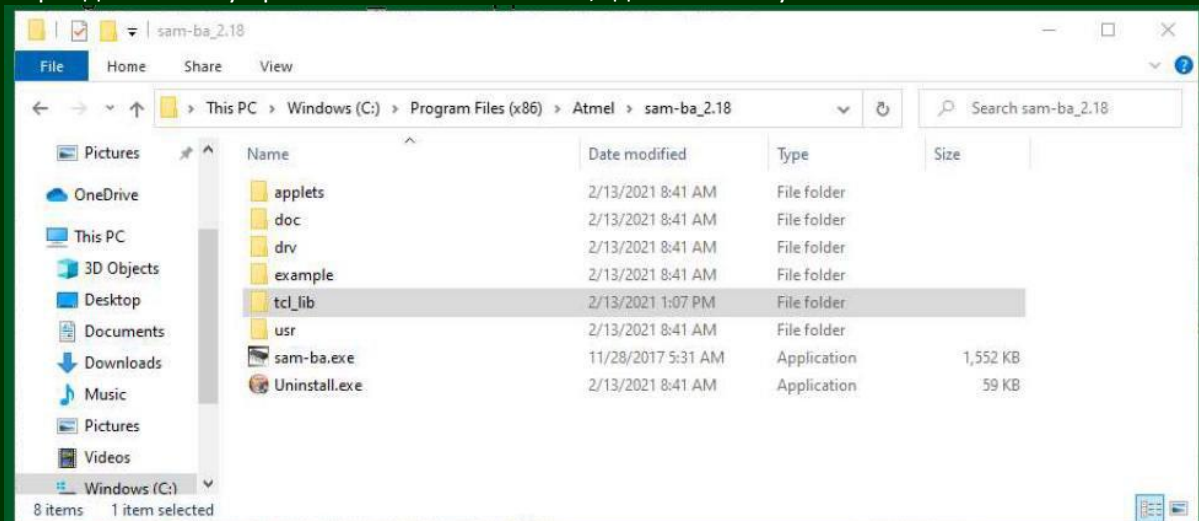 sam-ba_2.18
File Home Share View
This PC > Windows (C:) > Program Files (x86) > Atmel > sam-ba_2.18
Search sam-ba_2.18
Pictures
OneDrive
This PC
3D Objects
Desktop
Documents
Downloads
Music
Pictures
Videos
Windows (C:)
Name Date modified Type Size
applets 2/13/2021 8:41 AM File folder
doc 2/13/2021 8:41 AM File folder
drv 2/13/2021 8:41 AM File folder
example 2/13/2021 8:41 AM File folder
tcl_lib 2/13/2021 1:07 PM File folder
usr 2/13/2021 8:41 AM File folder
sam-ba.exe 11/28/2017 5:31 AM Application 1,552 KB
Uninstall.exe 2/13/2021 8:41 AM Application 59 KB
8 items 1 item selected